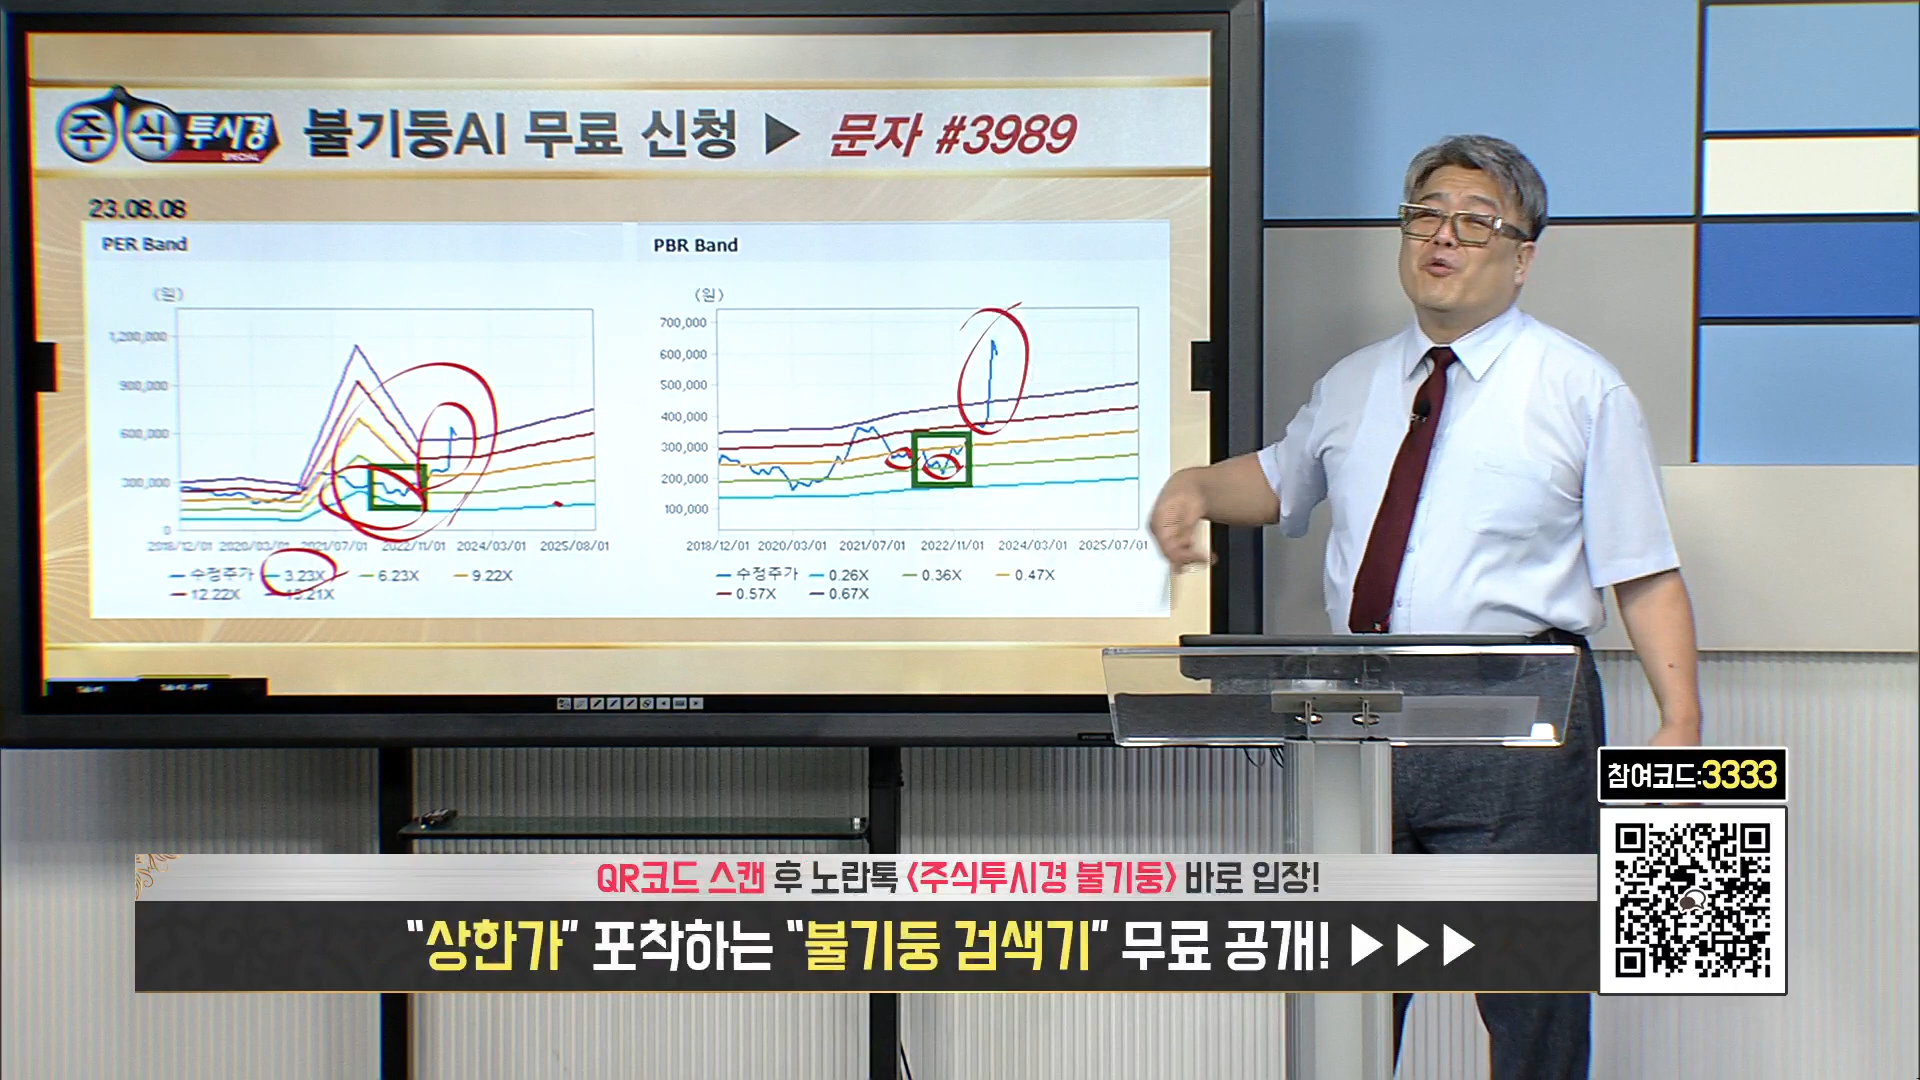 주식투시경 SPECIAL
불기둥AI 무료 신청 ▶ 문자 #3989
23.08.08
PER Band
(원)
1,200,000
900,000
600,000
300,000
0
2018/12/01 2020/03/01 2021/07/01 2022/11/01 2024/03/01 2025/08/01
수정주가 3.23X 6.23X 9.22X
12.22X 15.21X
PBR Band
(원)
700,000
600,000
500,000
400,000
300,000
200,000
100,000
2018/12/01 2020/03/01 2021/07/01 2022/11/01 2024/03/01 2025/07/01
수정주가 0.26X 0.36X 0.47X
0.57X 0.67X
참여코드:3333
QR코드 스캔 후 노란톡 <주식투시경 불기둥> 바로 입장!
“상한가” 포착하는 “불기둥 검색기” 무료 공개! ▶▶▶